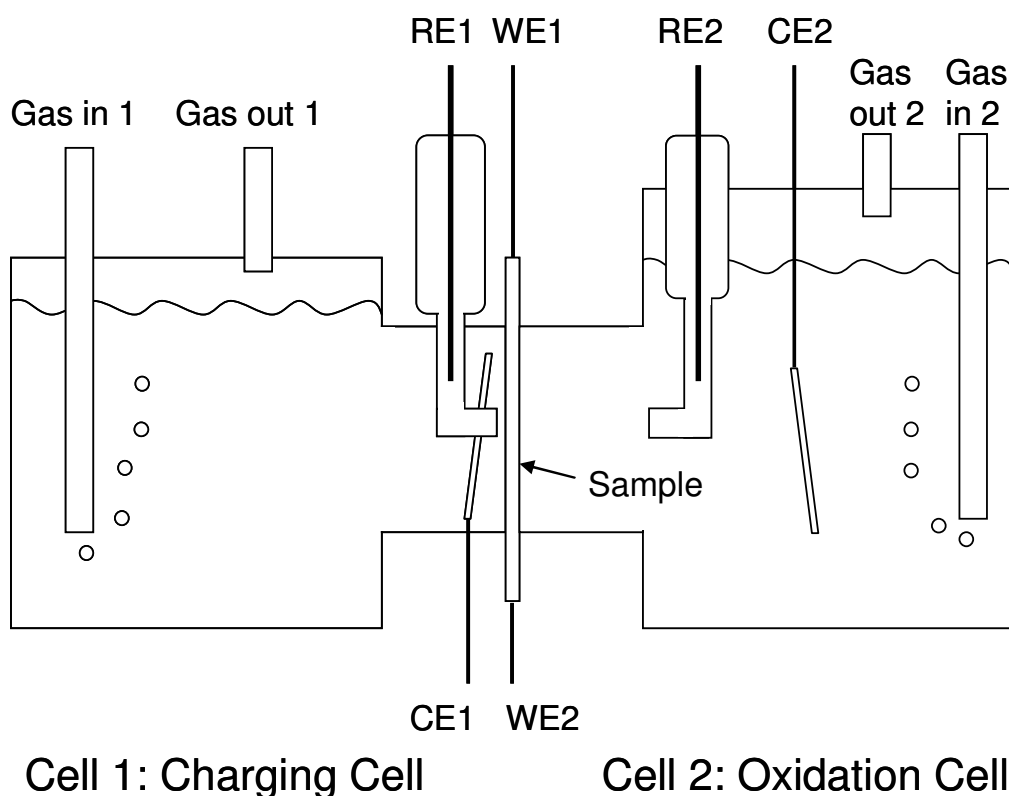 RE1 WE1 RE2 CE2
Gas in 1 Gas out 1 Gas out 2 Gas in 2
Sample
CE1 WE2
Cell 1: Charging Cell Cell 2: Oxidation Cell